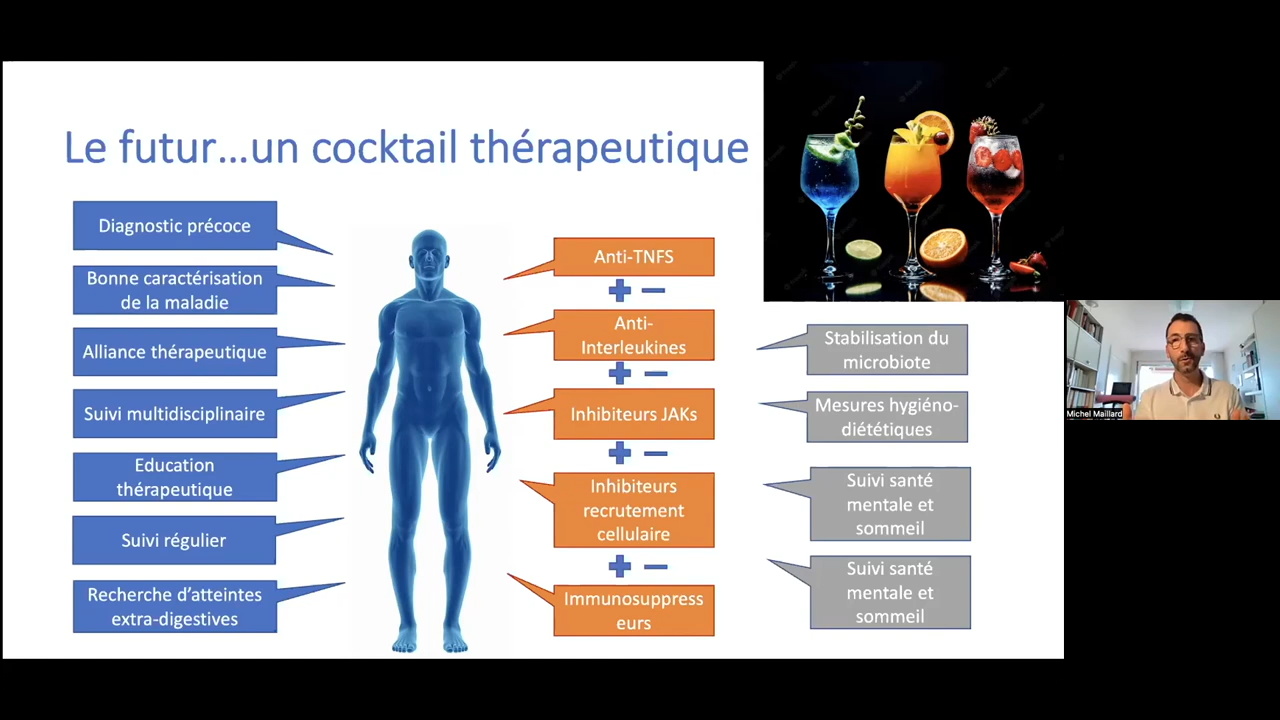 Le futur...un cocktail thérapeutique
Diagnostic précoce
Bonne caractérisation
de la maladie
Alliance thérapeutique
Suivi multidisciplinaire
Education
thérapeutique
Suivi régulier
Recherche d'atteintes
extra-digestives
Anti-TNFS
Anti-
Interleukines
Inhibiteurs JAKs
Inhibiteurs
recrutement
cellulaire
Immunosuppress
eurs
Stabilisation du
microbiote
Mesures hygiéno-
diététiques
Suivi santé
mentale et
sommeil
Suivi santé
mentale et
sommeil
Michel Maillard